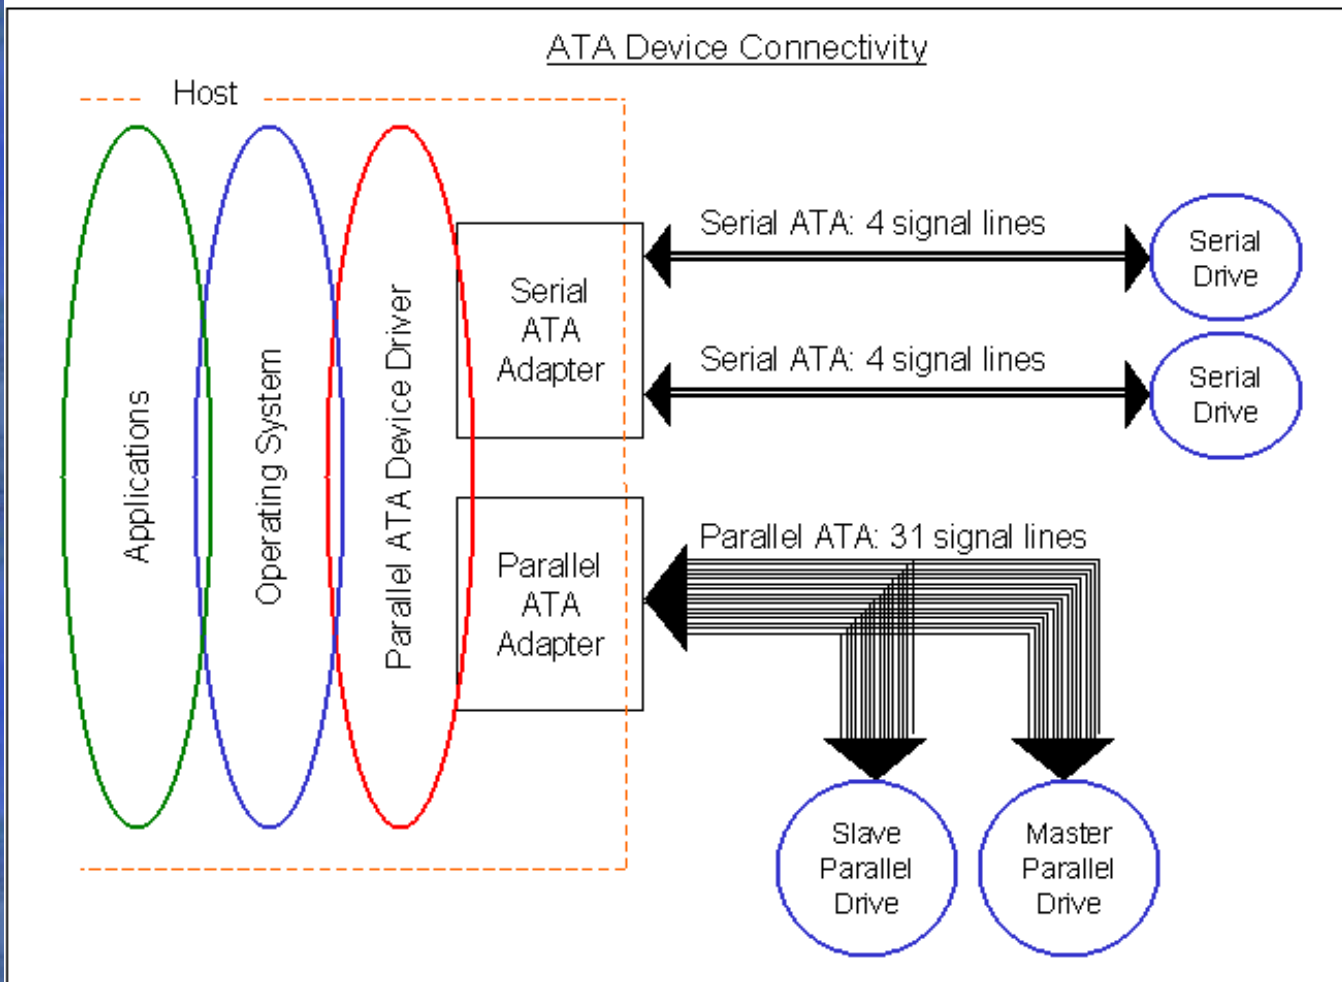 ATA Device Connectivity
Host
Applications
Operating System
Parallel ATA Device Driver
Serial
ATA
Adapter
Serial ATA: 4 signal lines
Serial
Drive
Serial ATA: 4 signal lines
Serial
Drive
Parallel
ATA
Adapter
Parallel ATA: 31 signal lines
Slave
Parallel
Drive
Master
Parallel
Drive